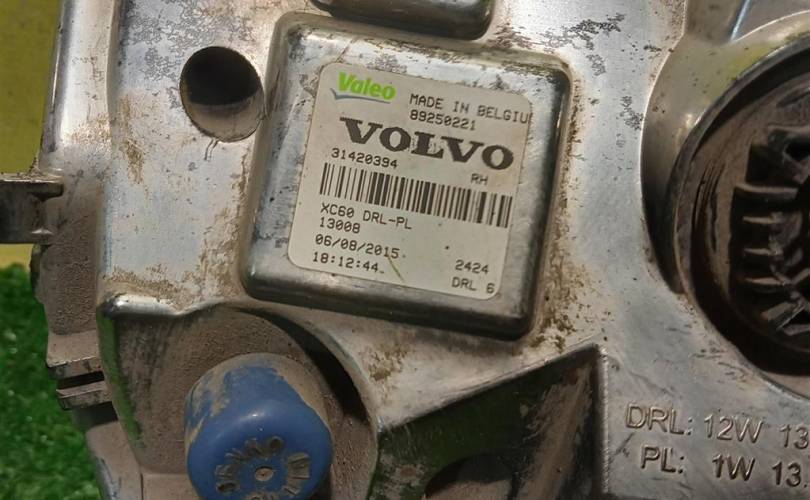 Valeo
MADE IN BELGIU
89250221
VOLVO
31420394
RH
XC60 DRL-PL
13008
06/08/2015
18:12:44
2424
DRL 6
DRL: 12W 13
PL: 1W 13